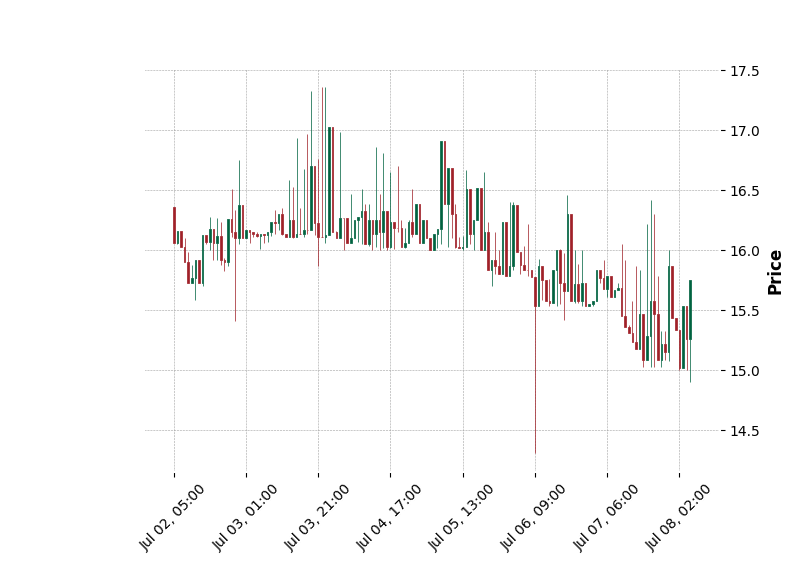 17.5
17.0
16.5
16.0
15.5
15.0
14.5
Price
Jul 02, 05:00
Jul 03, 01:00
Jul 03, 21:00
Jul 04, 17:00
Jul 05, 13:00
Jul 06, 09:00
Jul 07, 06:00
Jul 08, 02:00